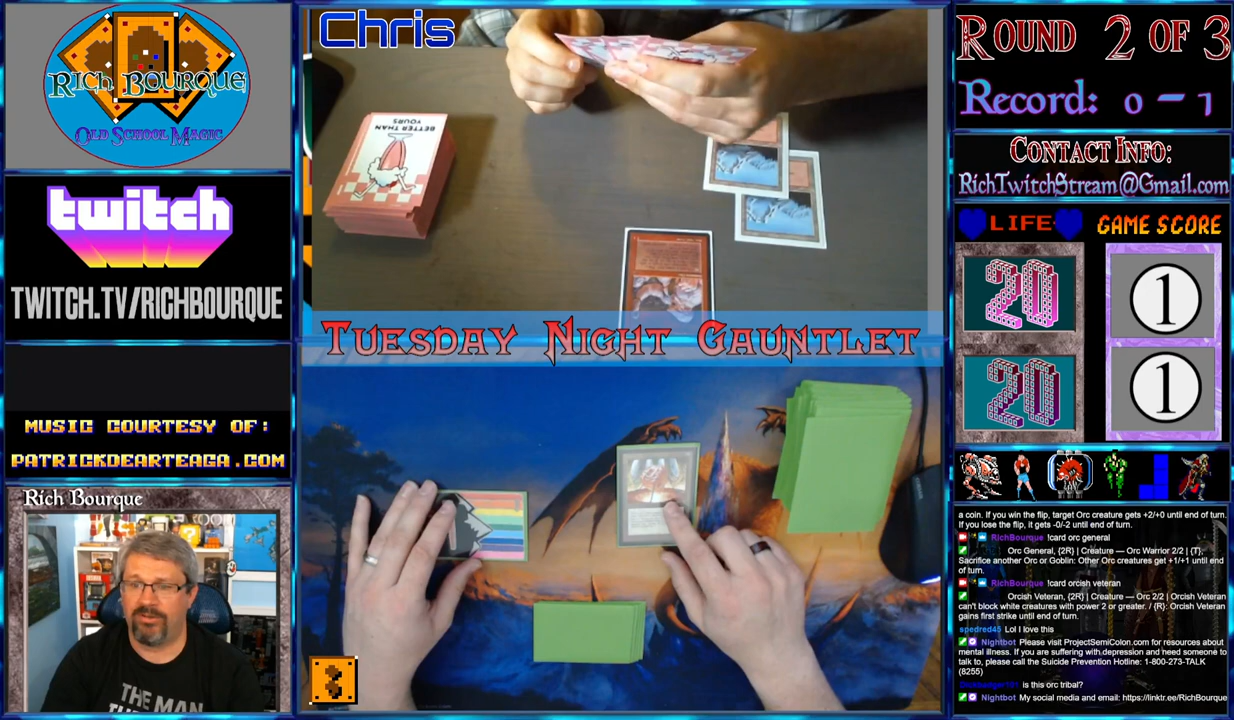 Rich Bourque
Old School Magic
twitch
TWITCH.TV/RICHBOURQUE
MUSIC COURTESY OF:
PATRICKDEARTEAGA.COM
Rich Bourque
THE MAN
Chris
BETTER THAN
YOURS
Tuesday Night Gauntlet
Round 2 of 3
Record: 0 - 1
Contact Info:
RichTwitchStream@Gmail.com
LIFE
GAME SCORE
20
1
20
1
a coin. If you win the flip, target Orc creature gets +2/+0 until end of turn.
If you lose the flip, it gets -0/-2 until end of turn.
RichBourque !card orc general
Orc General, {2R} | Creature — Orc Warrior 2/2 | {T},
Sacrifice another Orc or Goblin: Other Orc creatures get +1/+1 until end
of turn.
RichBourque !card orcish veteran
Orcish Veteran, {2R} | Creature — Orc 2/2 | Orcish Veteran
can't block white creatures with power 2 or greater. / {R}: Orcish Veteran
gains first strike until end of turn.
spedred45 Lol I love this
Nightbot Please visit ProjectSemiColon.com for resources about
mental illness. If you are suffering with depression and need someone to
talk to, please call the Suicide Prevention Hotline: 1-800-273-TALK
(8255)
is this orc tribal?
Nightbot My social media and email: https://linktr.ee/RichBourque